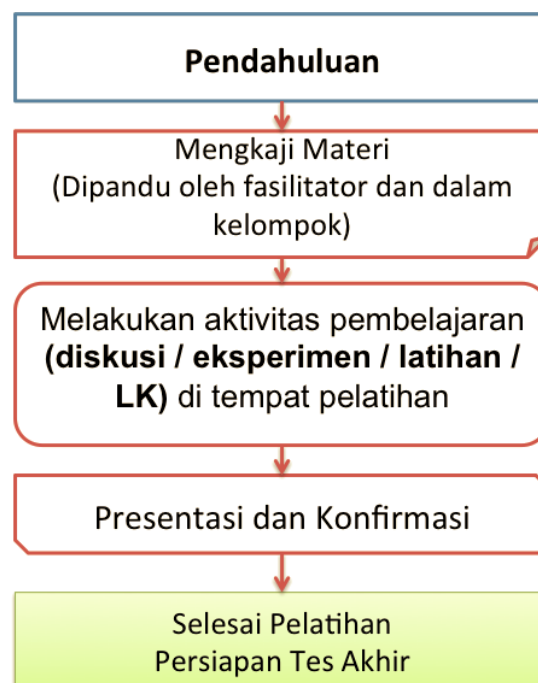 Pendahuluan
Mengkaji Materi
(Dipandu oleh fasilitator dan dalam
kelompok)
Melakukan aktivitas pembelajaran
(diskusi / eksperimen / latihan /
LK) di tempat pelatihan
Presentasi dan Konfirmasi
Selesai Pelatihan
Persiapan Tes Akhir